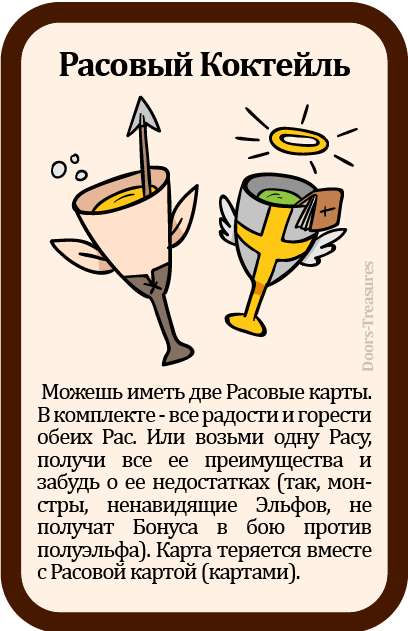 Расовый Коктейль
Doors-Treasures
Можешь иметь две Расовые карты.
В комплекте - все радости и горести
обеих Рас. Или возьми одну Расу,
получи все ее преимущества и
забудь о ее недостатках (так, мон-
стры, ненавидящие Эльфов, не
получат Бонуса в бою против
полуэльфа). Карта теряется вместе
с Расовой картой (картами).